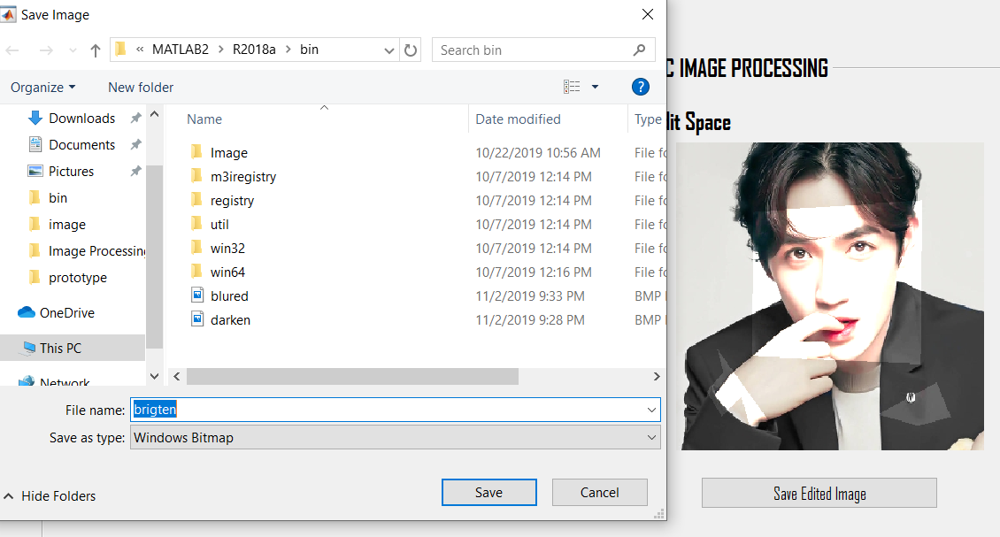 Save Image
« MATLAB2 > R2018a > bin
Search bin
Organize
New folder
?
Downloads
Documents
Pictures
bin
image
Image Processing
prototype
OneDrive
This PC
Network
Name Date modified Type
Image 10/22/2019 10:56 AM File fo
m3iregistry 10/7/2019 12:14 PM File fo
registry 10/7/2019 12:14 PM File fo
util 10/7/2019 12:14 PM File fo
win32 10/7/2019 12:14 PM File fo
win64 10/7/2019 12:16 PM File fo
blured 11/2/2019 9:33 PM BMP
darken 11/2/2019 9:28 PM BMP
File name: brigten
Save as type: Windows Bitmap
Hide Folders
Save
Cancel
C IMAGE PROCESSING
dit Space
Save Edited Image